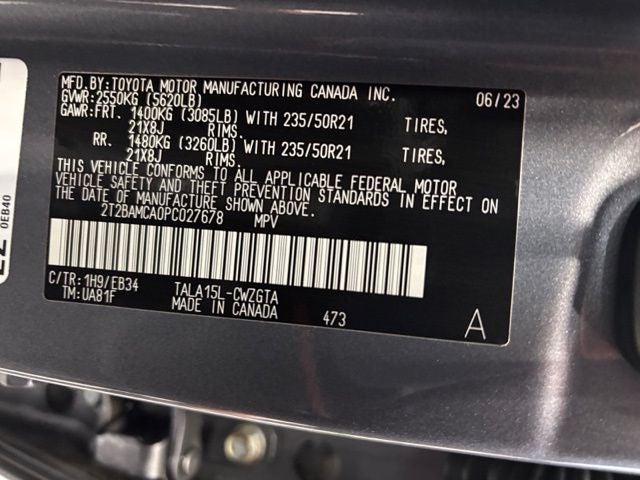 MFD. BY: TOYOTA MOTOR MANUFACTURING CANADA INC. 06/23
GVWR: 2550KG (5620LB)
GAWR: FRT. 1400KG (3085LB) WITH 235/50R21 TIRES,
21X8J RIMS.
RR. 1480KG (3260LB) WITH 235/50R21 TIRES,
21X8J RIMS.
THIS VEHICLE CONFORMS TO ALL APPLICABLE FEDERAL MOTOR
VEHICLE SAFETY AND THEFT PREVENTION STANDARDS IN EFFECT ON
THE DATE OF MANUFACTURE SHOWN ABOVE.
2T2BAMCA0PC027678 MPV
C/TR: 1H9/EB34 TALA15L-CWZGTA
TM: UA81F MADE IN CANADA 473
A
0EB40